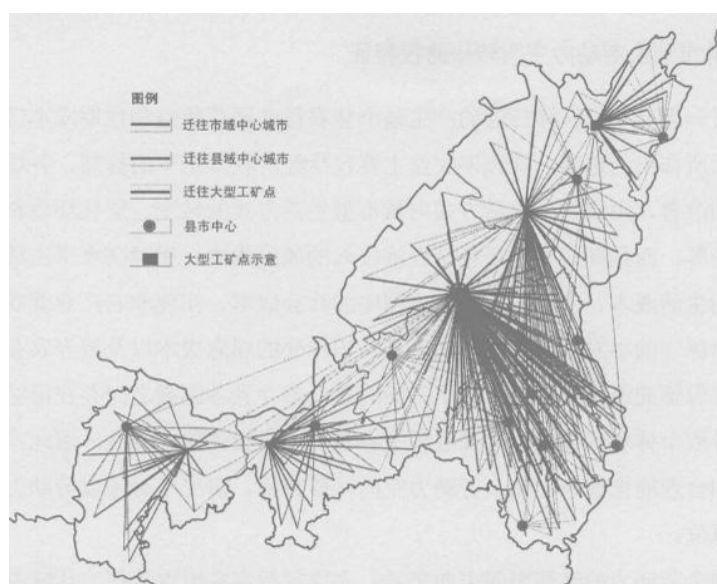 图例
迁往市域中心城市
迁往县域中心城市
迁往大型工矿点
县市中心
大型工矿点示意